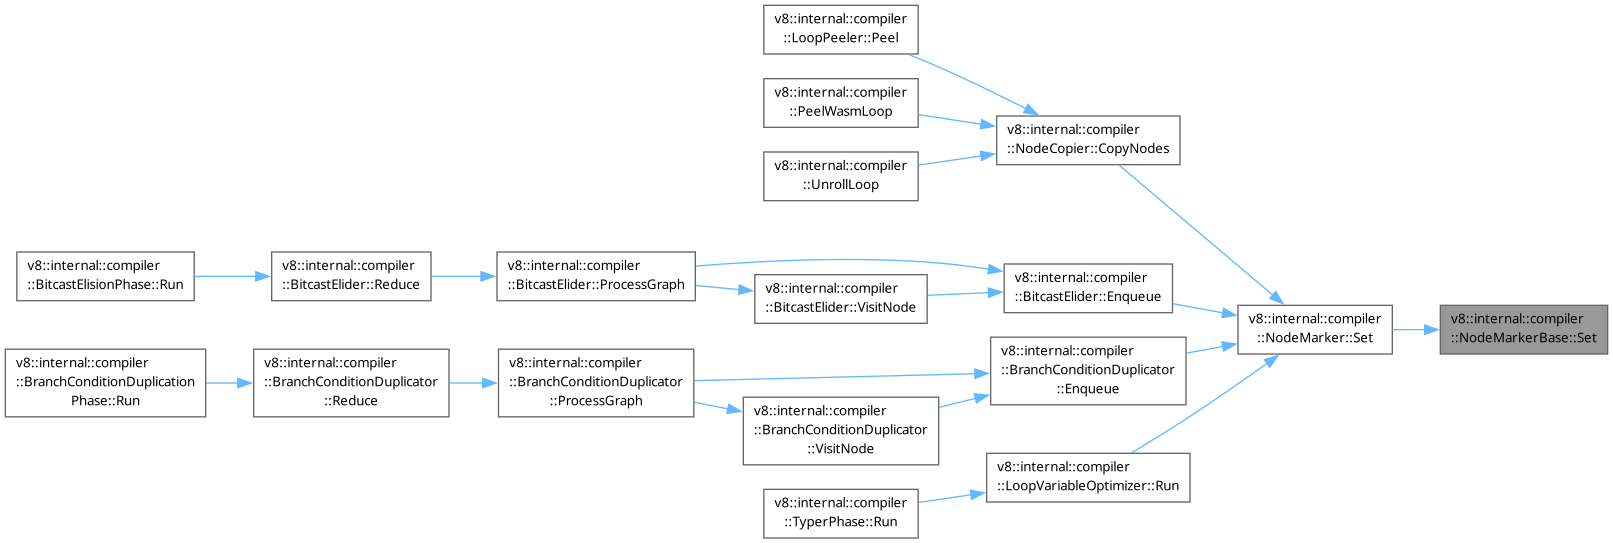 v8::internal::compiler
::LoopPeeler::Peel
v8::internal::compiler
::PeelWasmLoop
v8::internal::compiler
::UnrollLoop
v8::internal::compiler
::NodeCopier::CopyNodes
v8::internal::compiler
::BitcastElisionPhase::Run
v8::internal::compiler
::BitcastElider::Reduce
v8::internal::compiler
::BitcastElider::ProcessGraph
v8::internal::compiler
::BitcastElider::VisitNode
v8::internal::compiler
::BitcastElider::Enqueue
v8::internal::compiler
::NodeMarker::Set
v8::internal::compiler
::NodeMarkerBase::Set
v8::internal::compiler
::BranchConditionDuplication
Phase::Run
v8::internal::compiler
::BranchConditionDuplicator
::Reduce
v8::internal::compiler
::BranchConditionDuplicator
::ProcessGraph
v8::internal::compiler
::BranchConditionDuplicator
::VisitNode
v8::internal::compiler
::BranchConditionDuplicator
::Enqueue
v8::internal::compiler
::LoopVariableOptimizer::Run
v8::internal::compiler
::TyperPhase::Run